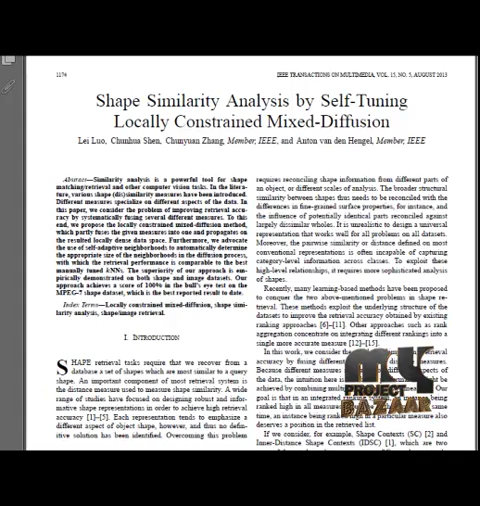 1174
IEEE TRANSACTIONS ON MULTIMEDIA, VOL. 15, NO. 5, AUGUST 2013
Shape Similarity Analysis by Self-Tuning
Locally Constrained Mixed-Diffusion
Lei Luo, Chunhua Shen, Chunyuan Zhang, Member, IEEE, and Anton van den Hengel, Member, IEEE
Abstract—Similarity analysis is a powerful tool for shape
matching/retrieval and other computer vision tasks. In the litera-
ture, various shape (dis)similarity measures have been introduced.
Different measures specialize on different aspects of the data. In
this paper, we consider the problem of improving retrieval accu-
racy by systematically fusing several different measures. To this
end, we propose the locally constrained mixed-diffusion method,
which partly fuses the given measures into one and propagates on
the resulted locally dense data space. Furthermore, we advocate
the use of self-adaptive neighborhoods to automatically determine
the appropriate size of the neighborhoods in the diffusion process,
with which the retrieval performance is comparable to the best
manually tuned kNNs. The superiority of our approach is em-
pirically demonstrated on both shape and image datasets. Our
approach achieves a score of 100% in the bull's eye test on the
MPEG-7 shape dataset, which is the best reported result to date.
Index Terms—Locally constrained mixed-diffusion, shape simi-
larity analysis, shape/image retrieval.
I. INTRODUCTION
SHAPE retrieval tasks require that we recover from a
database a set of shapes which are most similar to a query
shape. An important component of most retrieval system is
the distance measure used to measure shape similarity. A wide
range of studies have focused on designing robust and infor-
mative shape representations in order to achieve high retrieval
accuracy [1]–[5]. Each representation tends to emphasize a
different aspect of object shape, however, and thus no defin-
itive solution has been identified. Overcoming this problem
requires reconciling shape information from different parts of
an object, or different scales of analysis. The broader structural
similarity between shapes thus needs to be reconciled with the
differences in fine-grained surface properties, for instance, and
the influence of potentially identical parts reconciled against
largely dissimilar wholes. It is unrealistic to design a universal
representation that works well for all problems on all datasets.
Moreover, the pairwise similarity or distance defined on most
conventional representations is often incapable of capturing
category-level information across classes. To explore these
high-level relationships, it requires more sophisticated analysis
of shapes.
Recently, many learning-based methods have been proposed
to conquer the two above-mentioned problems in shape re-
trieval. These methods exploit the underlying structure of the
datasets to improve the retrieval accuracy obtained by existing
ranking approaches [6]–[11]. Other approaches such as rank
aggregation concentrate on integrating different rankings into a
single more accurate measure [12]–[15].
In this work, we consider the retrieval
accuracy by fusing different measures.
Because different measures aspects of
the data, the intuition here is might be
achieved by combining multiple Our
goal is that in an integrated being
ranked high in all measures same
time, an instance being ranked in a particular measure also
deserves a position in the retrieved list.
If we consider, for example, Shape Contexts (SC) [2] and
Inner-Distance Shape Contexts (IDSC) [1], which are two
MK
PROJECT
BAZAAR